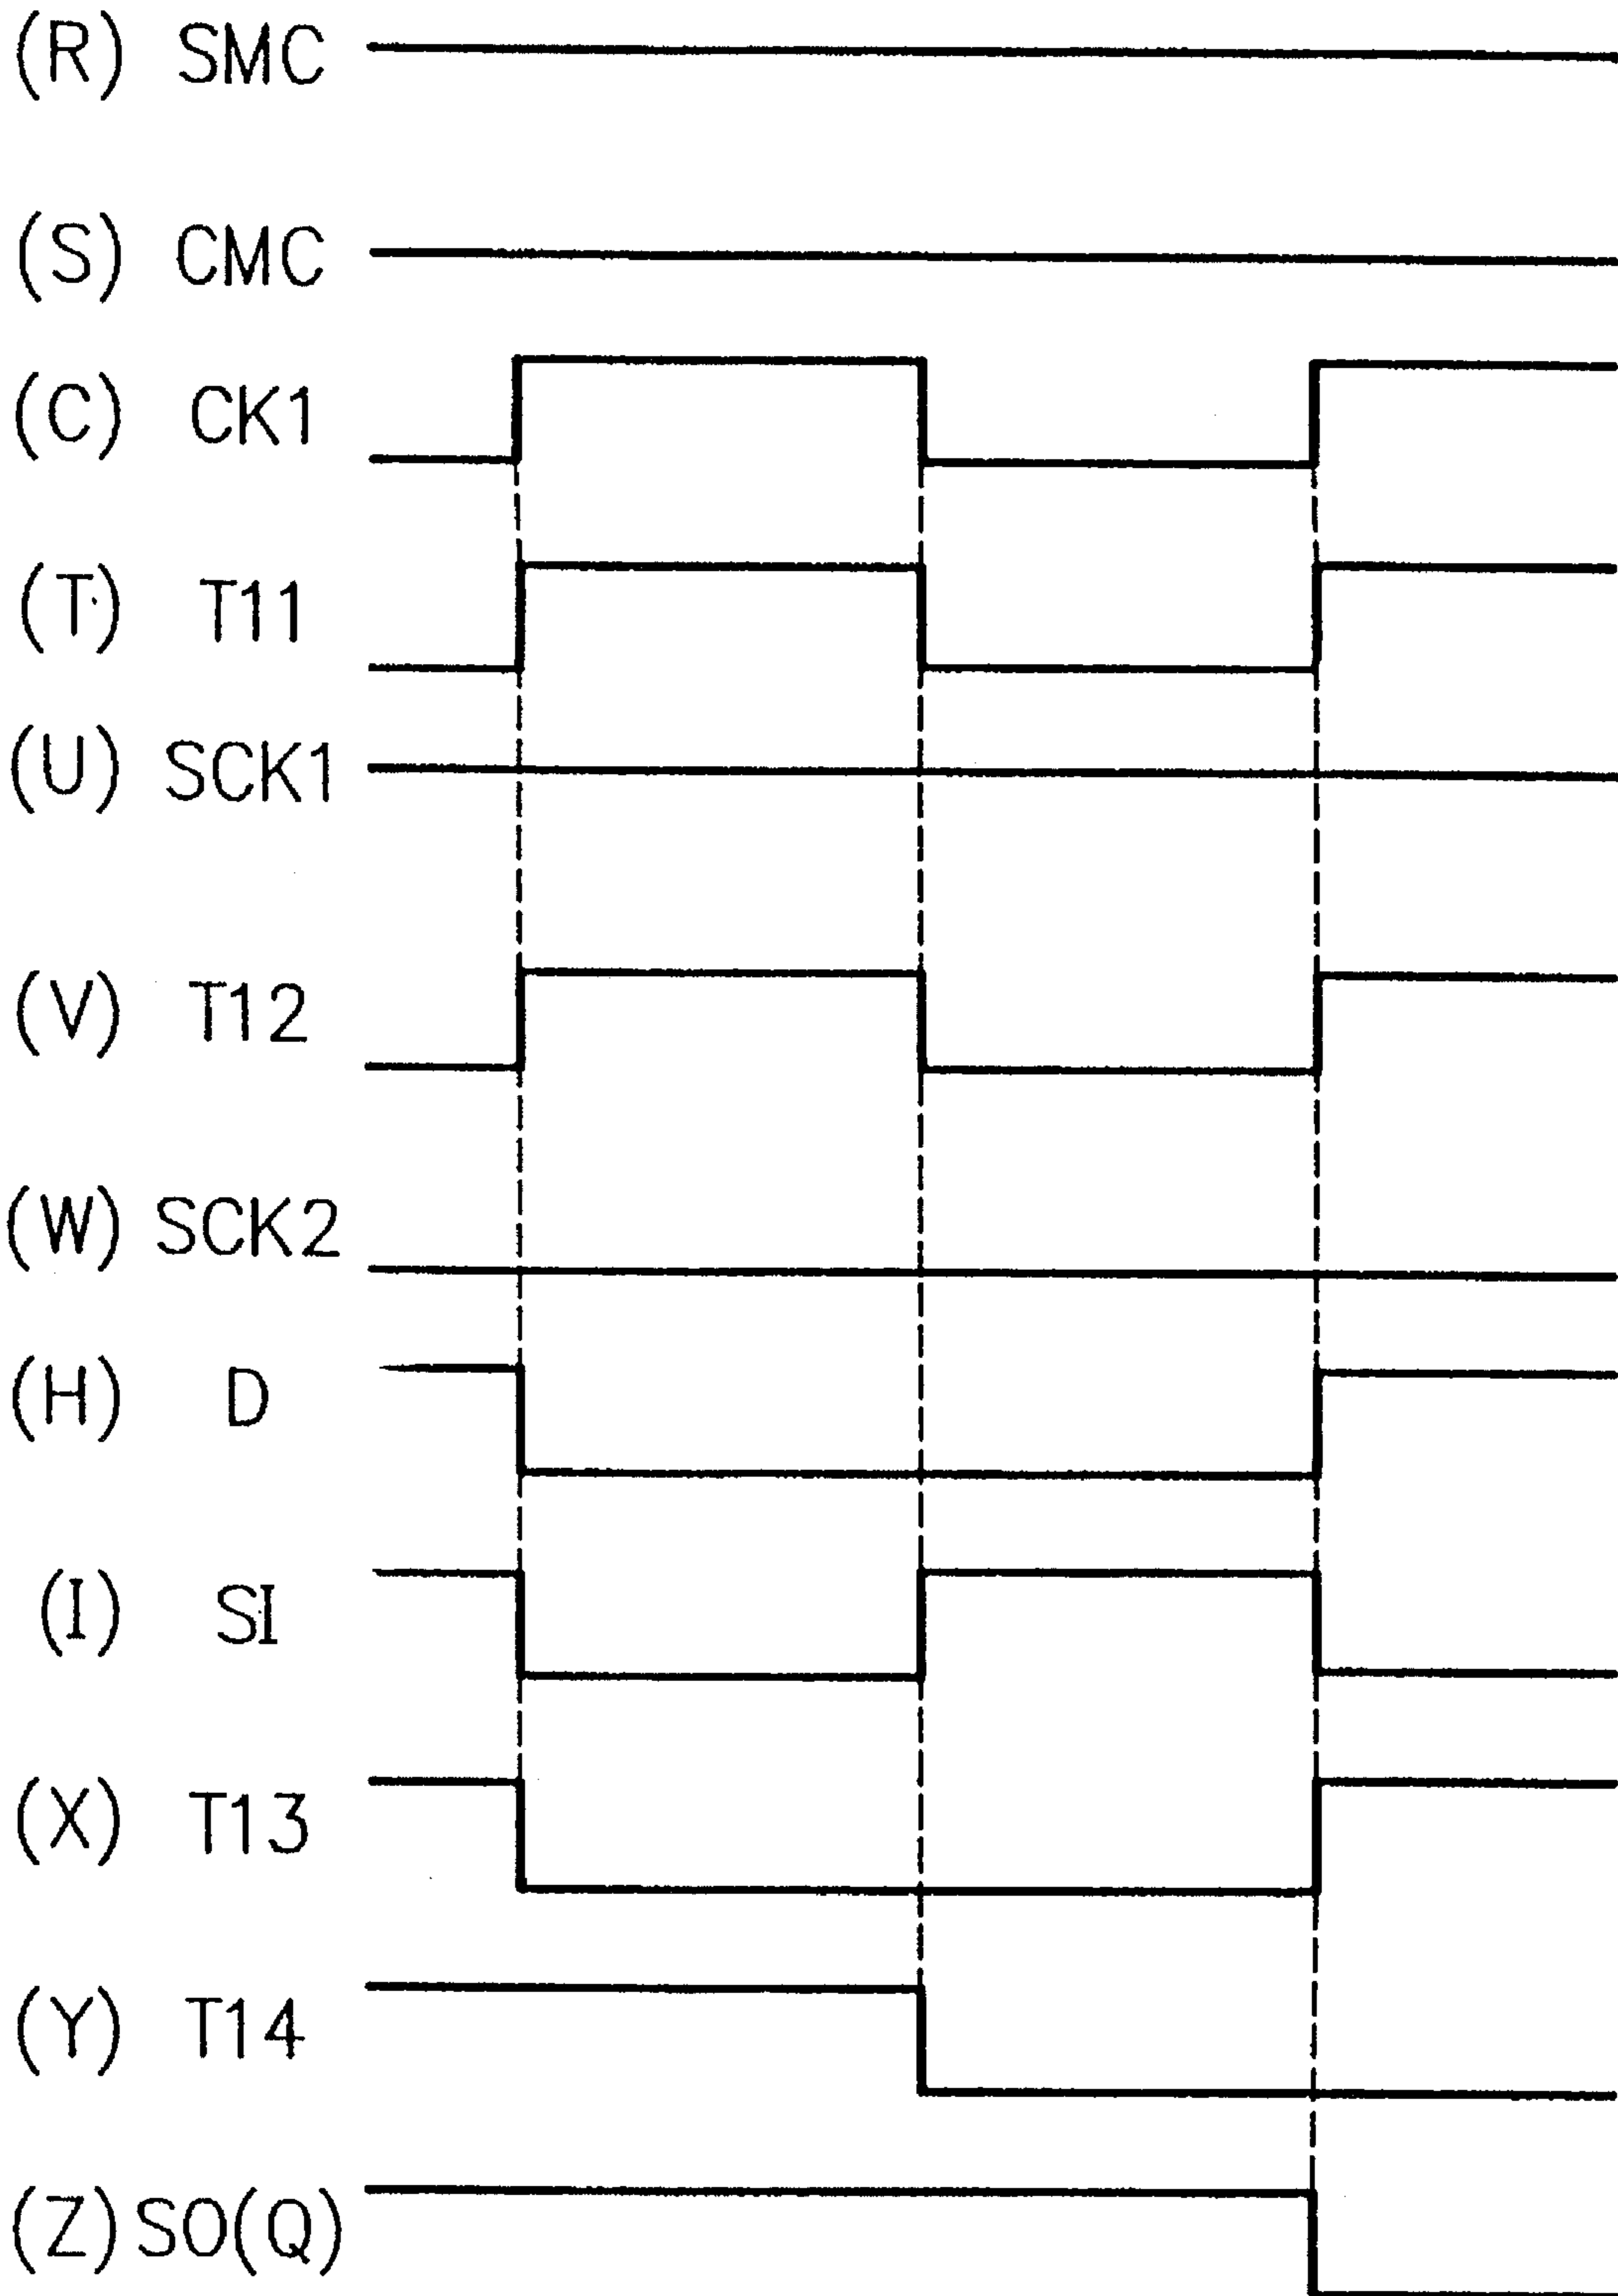 (R) SMC
(S) CMC
(C) CK1
(T) T11
(U) SCK1
(V) T12
(W) SCK2
(H) D
(I) SI
(X) T13
(Y) T14
(Z) SO(Q)